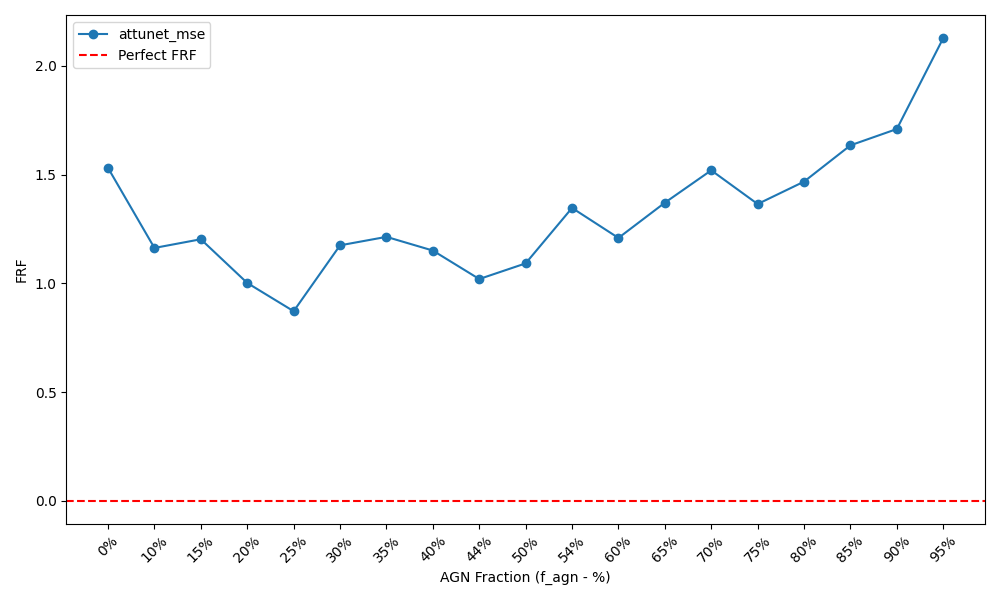 attunet_mse
Perfect FRF
2.0
1.5
1.0
0.5
0.0
FRF
0% 10% 15% 20% 25% 30% 35% 40% 44% 50% 54% 60% 65% 70% 75% 80% 85% 90% 95%
AGN Fraction (f_agn - %)